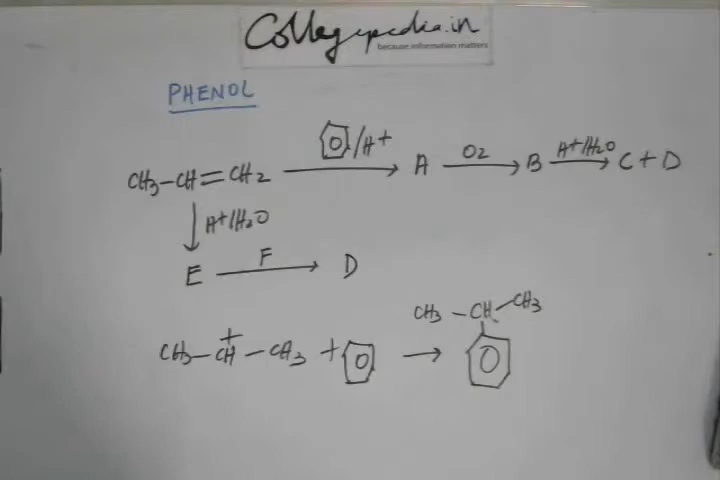 Collegepedia.in
because information matters
PHENOL
CH3-CH=CH2 /H+ → A O2 → B H+/H2O → C+D
H+/H2O
E F → D
CH3 - CH - CH3
CH3-CH+-CH3 + →